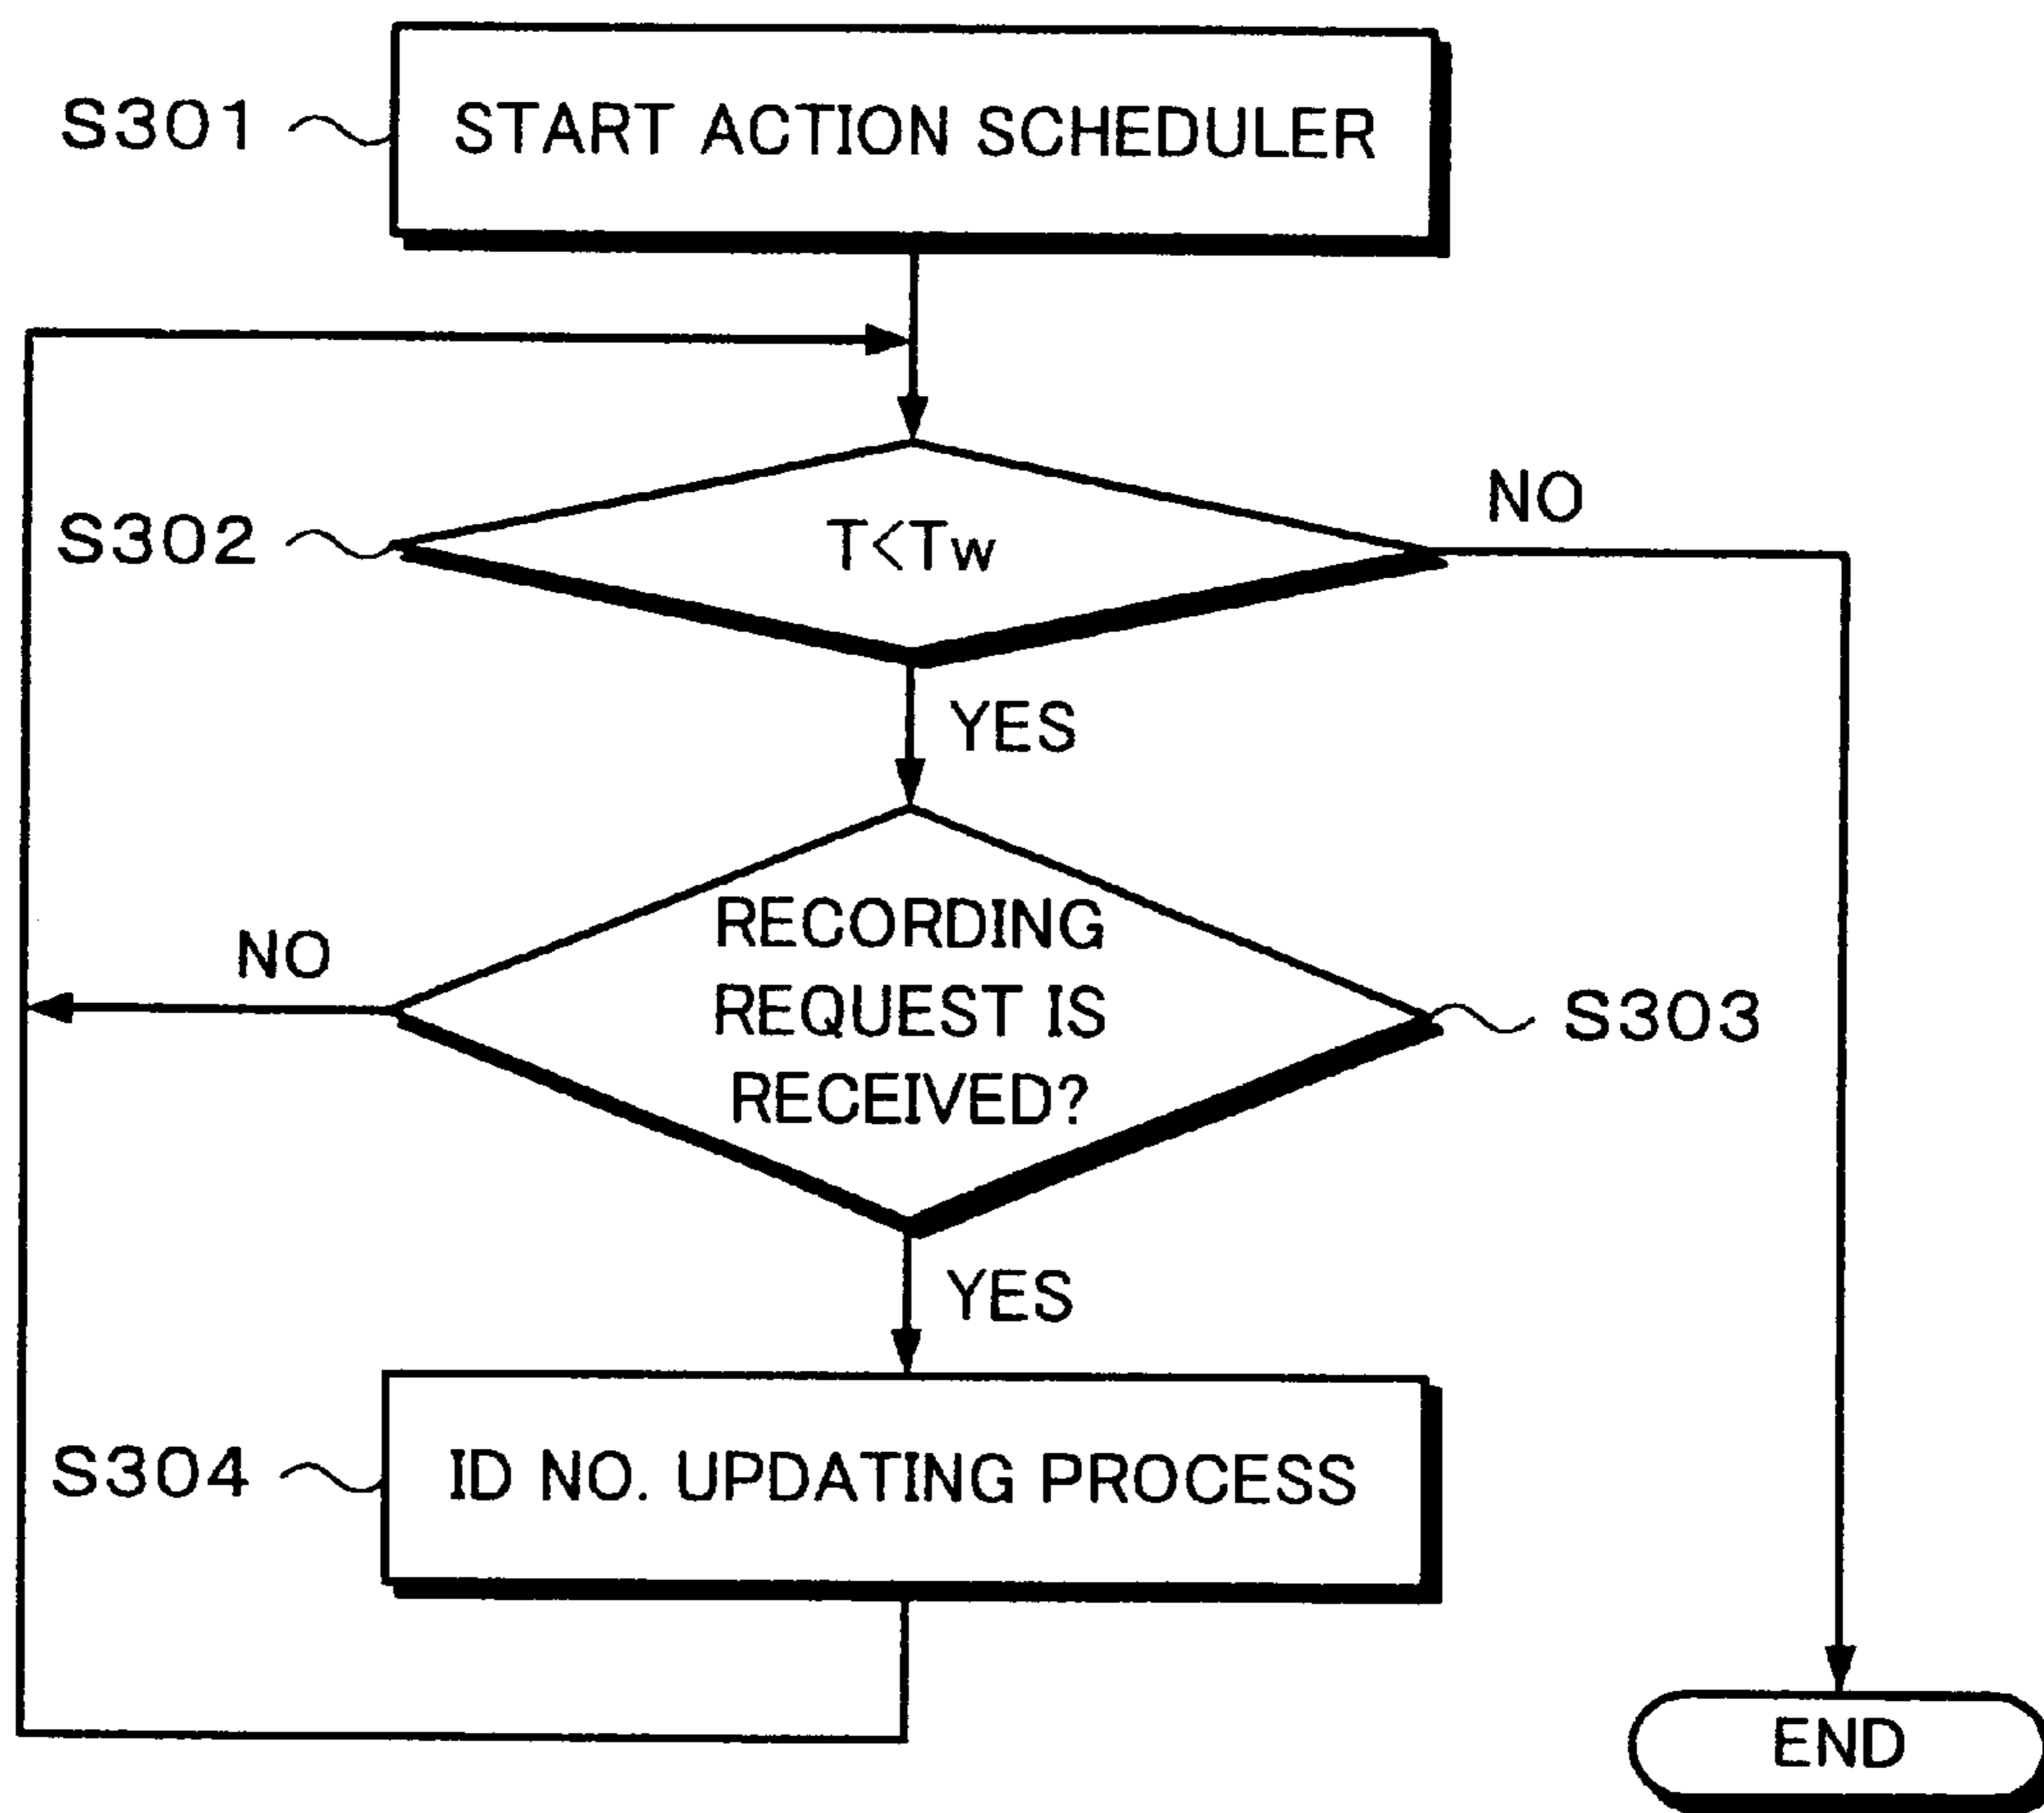 S301
START ACTION SCHEDULER
S302
T<Tw
NO
YES
RECORDING
REQUEST IS
RECEIVED?
NO
S303
YES
S304
ID NO. UPDATING PROCESS
END